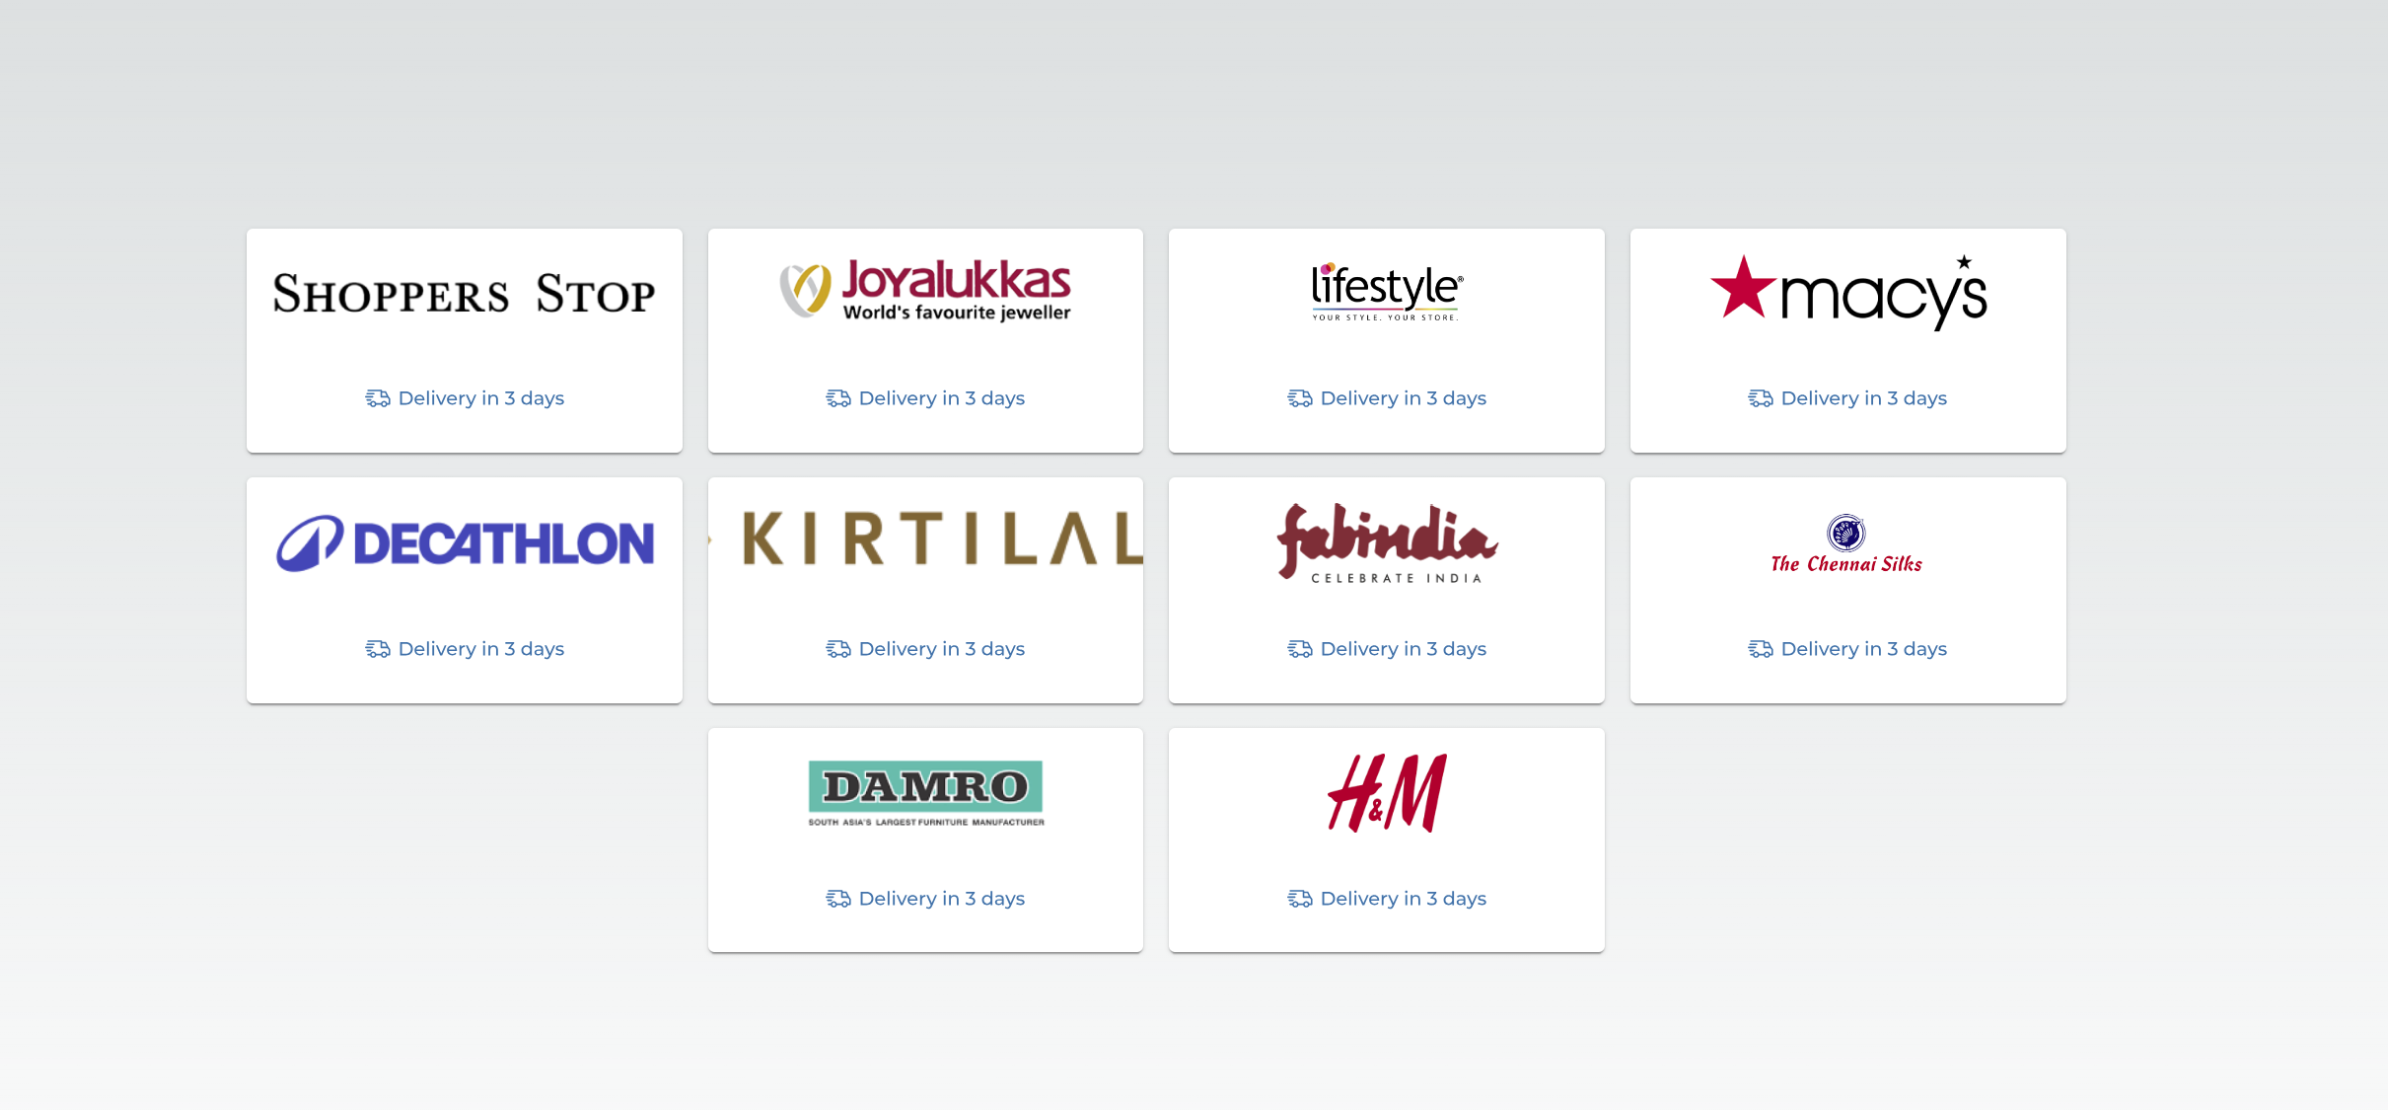 SHOPPERS STOP
Delivery in 3 days
Joyalukkas
World's favourite jeweller
Delivery in 3 days
lifestyle®
YOUR STYLE. YOUR STORE.
Delivery in 3 days
macy's
Delivery in 3 days
DECATHLON
Delivery in 3 days
KIRTILAL
Delivery in 3 days
fabindia
CELEBRATE INDIA
Delivery in 3 days
The Chennai Silks
Delivery in 3 days
DAMRO
SOUTH ASIA'S LARGEST FURNITURE MANUFACTURER
Delivery in 3 days
H&M
Delivery in 3 days